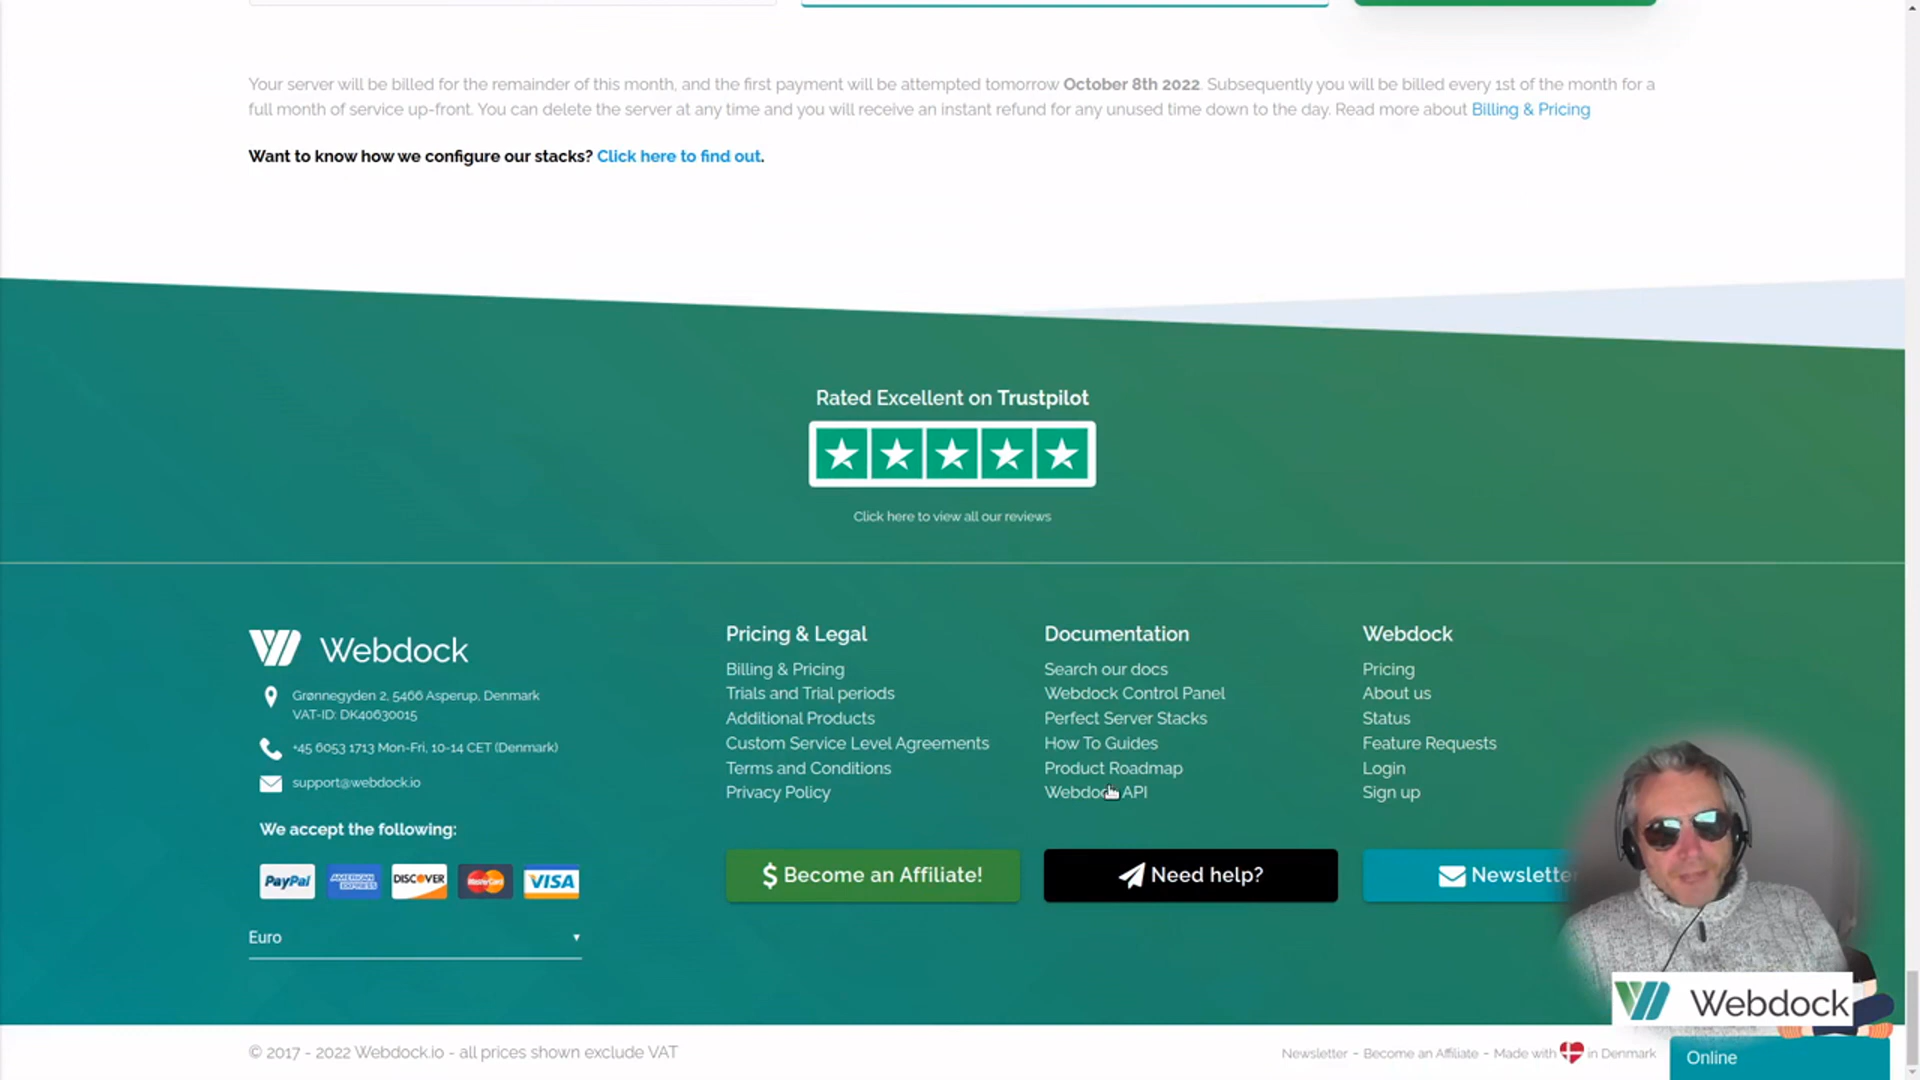 Your server will be billed for the remainder of this month, and the first payment will be attempted tomorrow October 8th 2022. Subsequently you will be billed every 1st of the month for a
full month of service up-front. You can delete the server at any time and you will receive an instant refund for any unused time down to the day. Read more about Billing & Pricing
Want to know how we configure our stacks? Click here to find out.
Rated Excellent on Trustpilot
Click here to view all our reviews
Webdock
Grønnegyden 2, 5466 Asperup, Denmark
VAT-ID: DK40630015
+45 6053 1713 Mon-Fri, 10-14 CET (Denmark)
support@webdock.io
We accept the following:
PayPal
AMERICAN EXPRESS
DISCOVER
MasterCard
VISA
Euro
Pricing & Legal
Billing & Pricing
Trials and Trial periods
Additional Products
Custom Service Level Agreements
Terms and Conditions
Privacy Policy
$ Become an Affiliate!
Documentation
Search our docs
Webdock Control Panel
Perfect Server Stacks
How To Guides
Product Roadmap
Webdock API
Need help?
Webdock
Pricing
About us
Status
Feature Requests
Login
Sign up
Newsletter
Webdock
© 2017 - 2022 Webdock.io - all prices shown exclude VAT
Newsletter - Become an Affiliate - Made with in Denmark
Online